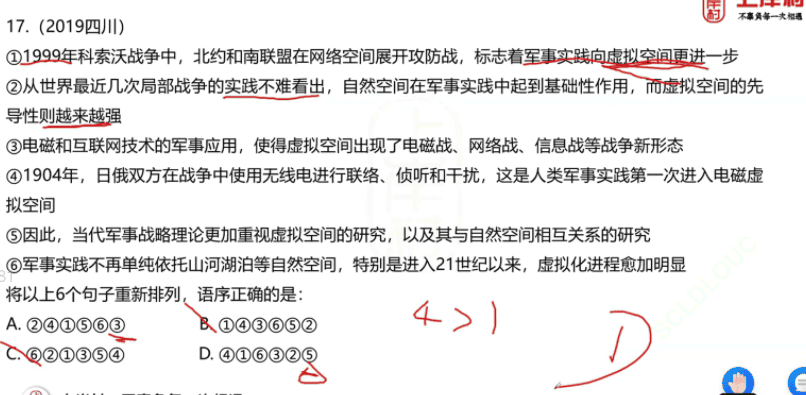 上岸村
不辜负每一次相遇
17.（2019四川）
①1999年科索沃战争中，北约和南联盟在网络空间展开攻防战，标志着军事实践向虚拟空间更进一步
②从世界最近几次局部战争的实践不难看出，自然空间在军事实践中起到基础性作用，而虚拟空间的先
导性则越来越强
③电磁和互联网技术的军事应用，使得虚拟空间出现了电磁战、网络战、信息战等战争新形态
④1904年，日俄双方在战争中使用无线电进行联络、侦听和干扰，这是人类军事实践第一次进入电磁虚
拟空间
⑤因此，当代军事战略理论更加重视虚拟空间的研究，以及其与自然空间相互关系的研究
⑥军事实践不再单纯依托山河湖泊等自然空间，特别是进入21世纪以来，虚拟化进程愈加明显
将以上6个句子重新排列，语序正确的是：
A. ②④①⑤⑥③ B. ①④③⑥⑤②
C. ⑥②①③⑤④ D. ④①⑥③②⑤
4>1
D
SCLDLOUC